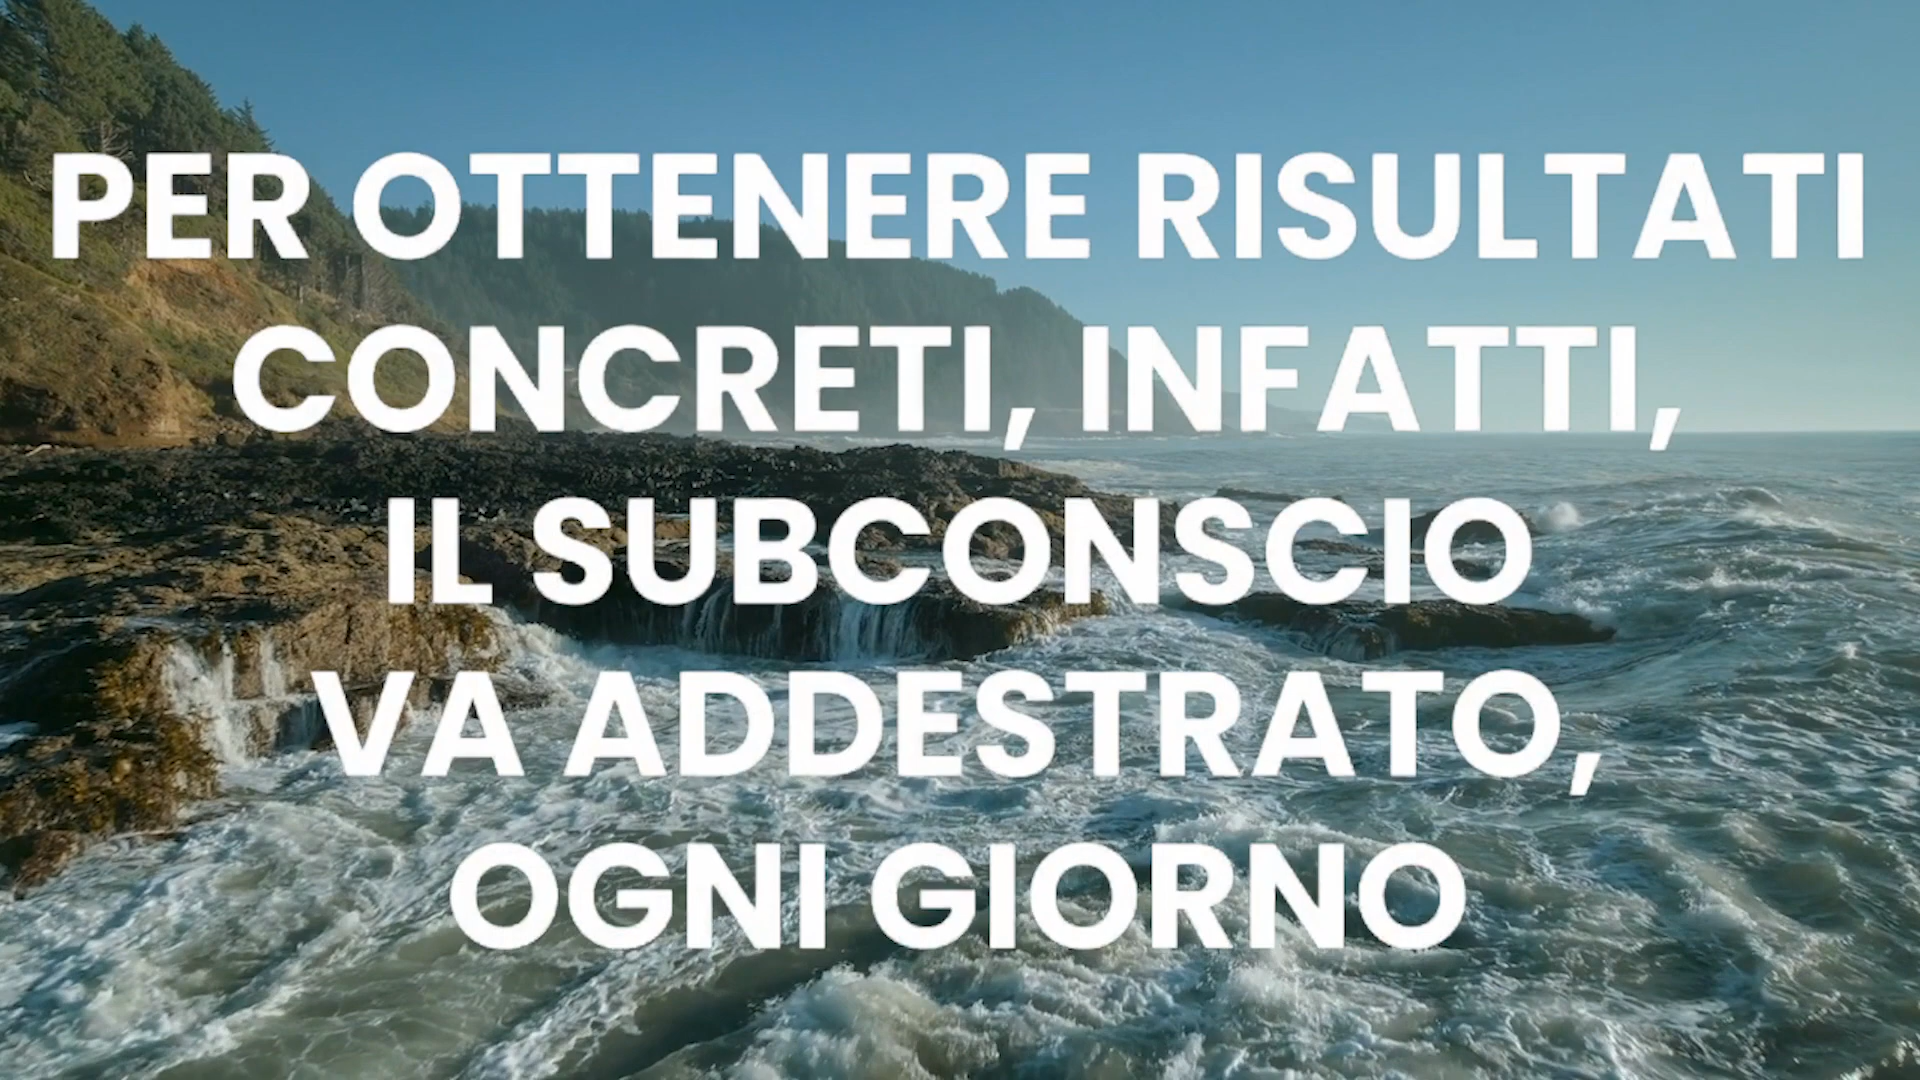 PER OTTENERE RISULTATI
CONCRETI, INFATTI,
IL SUBCONSCIO
VA ADDESTRATO,
OGNI GIORNO